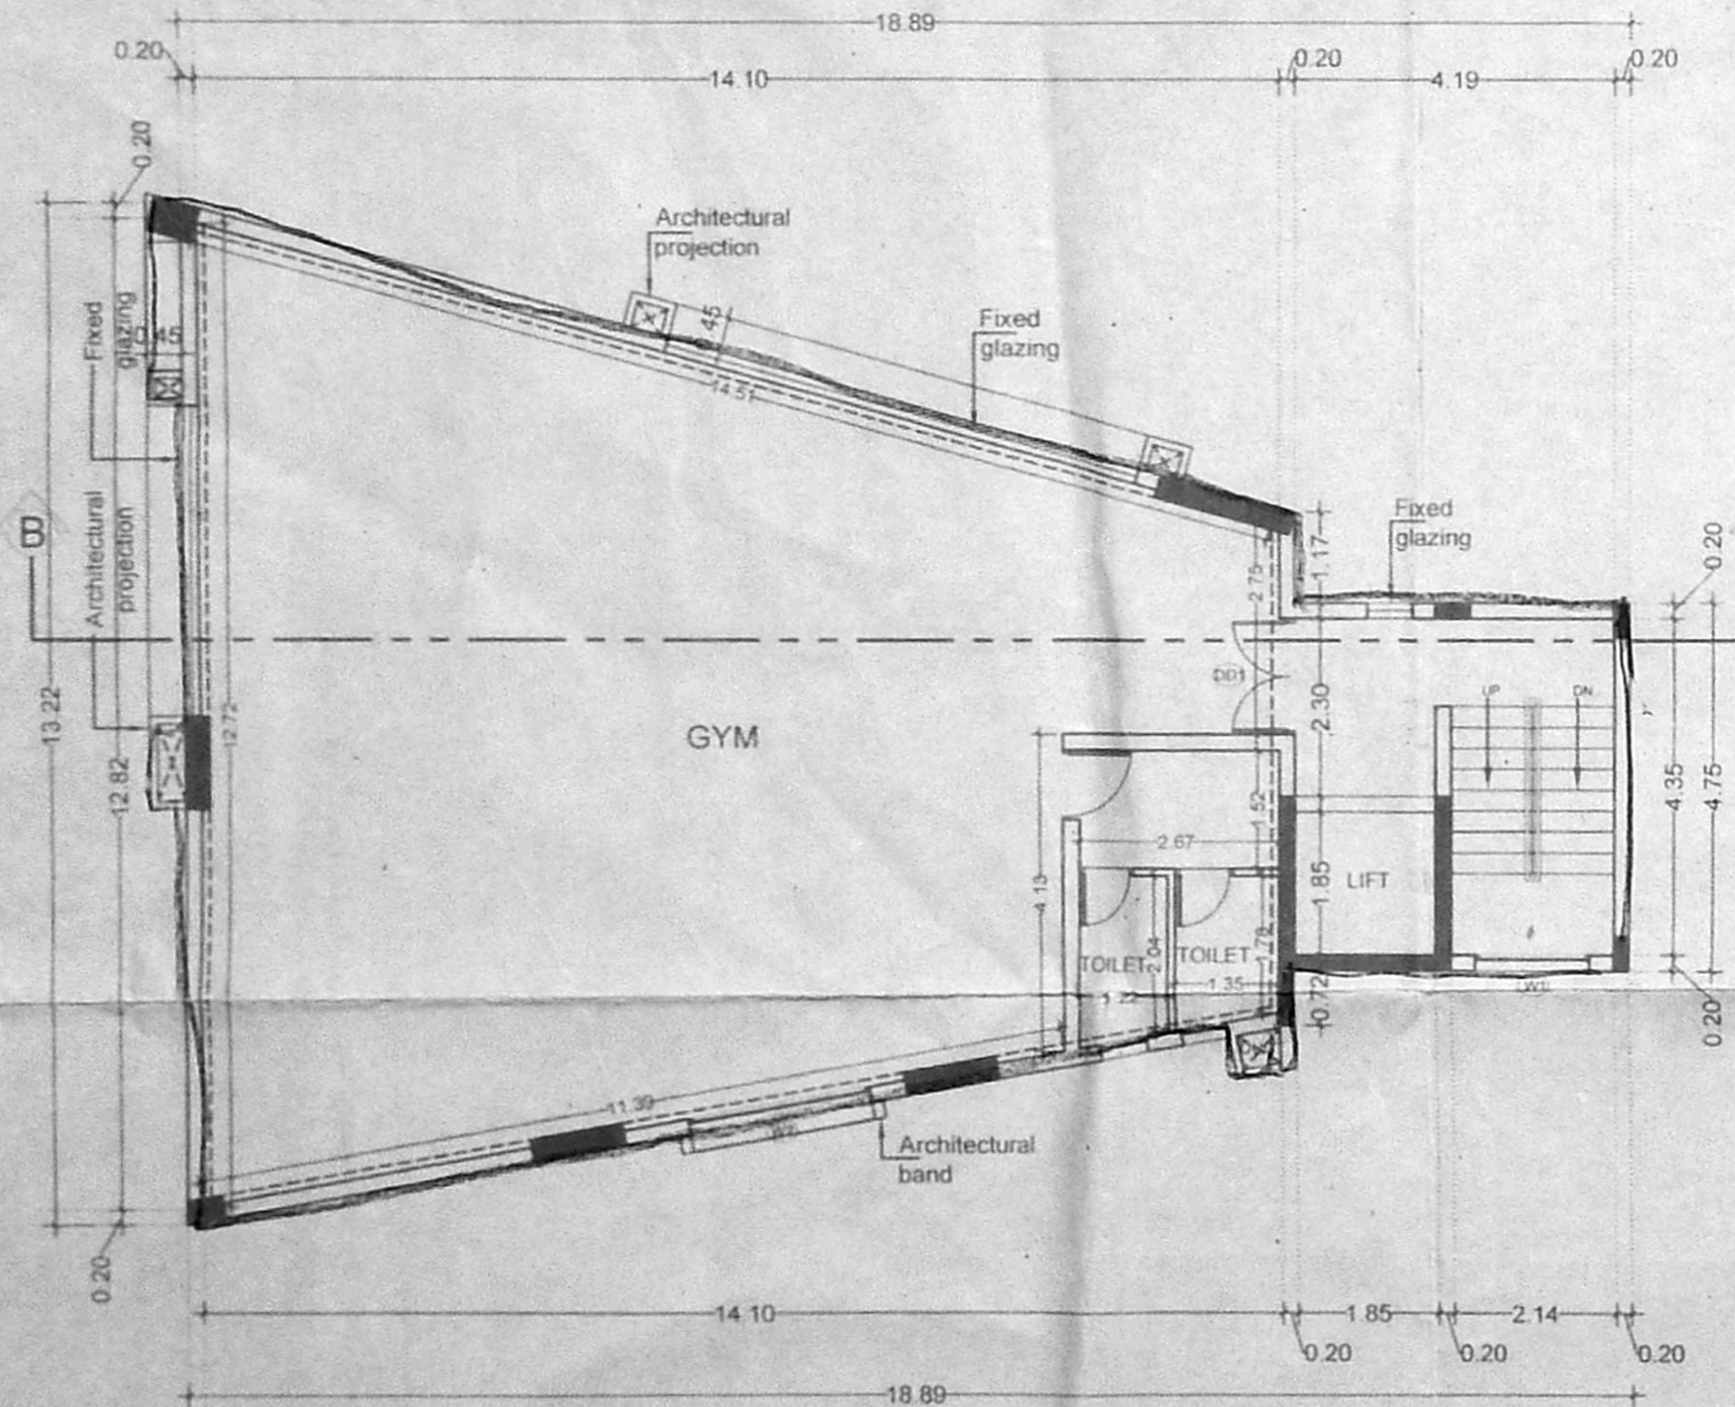 18.89
0.20
14.10
0.20
4.19
0.20
0.20
Architectural
projection
Fixed
glazing
45
0.45
Fixed
glazing
14.51
Fixed
glazing
B
Architectural
projection
2.75
1.17
0.20
13.22
12.82
12.72
GYM
DD1
2.30
UP
DN
4.35
4.75
1.52
2.67
4.13
1.85
LIFT
TOILET
2.04
TOILET
1.78
1.22
1.35
0.72
W1
0.20
11.39
W2
Architectural
band
0.20
14.10
1.85
2.14
0.20
0.20
0.20
18.89